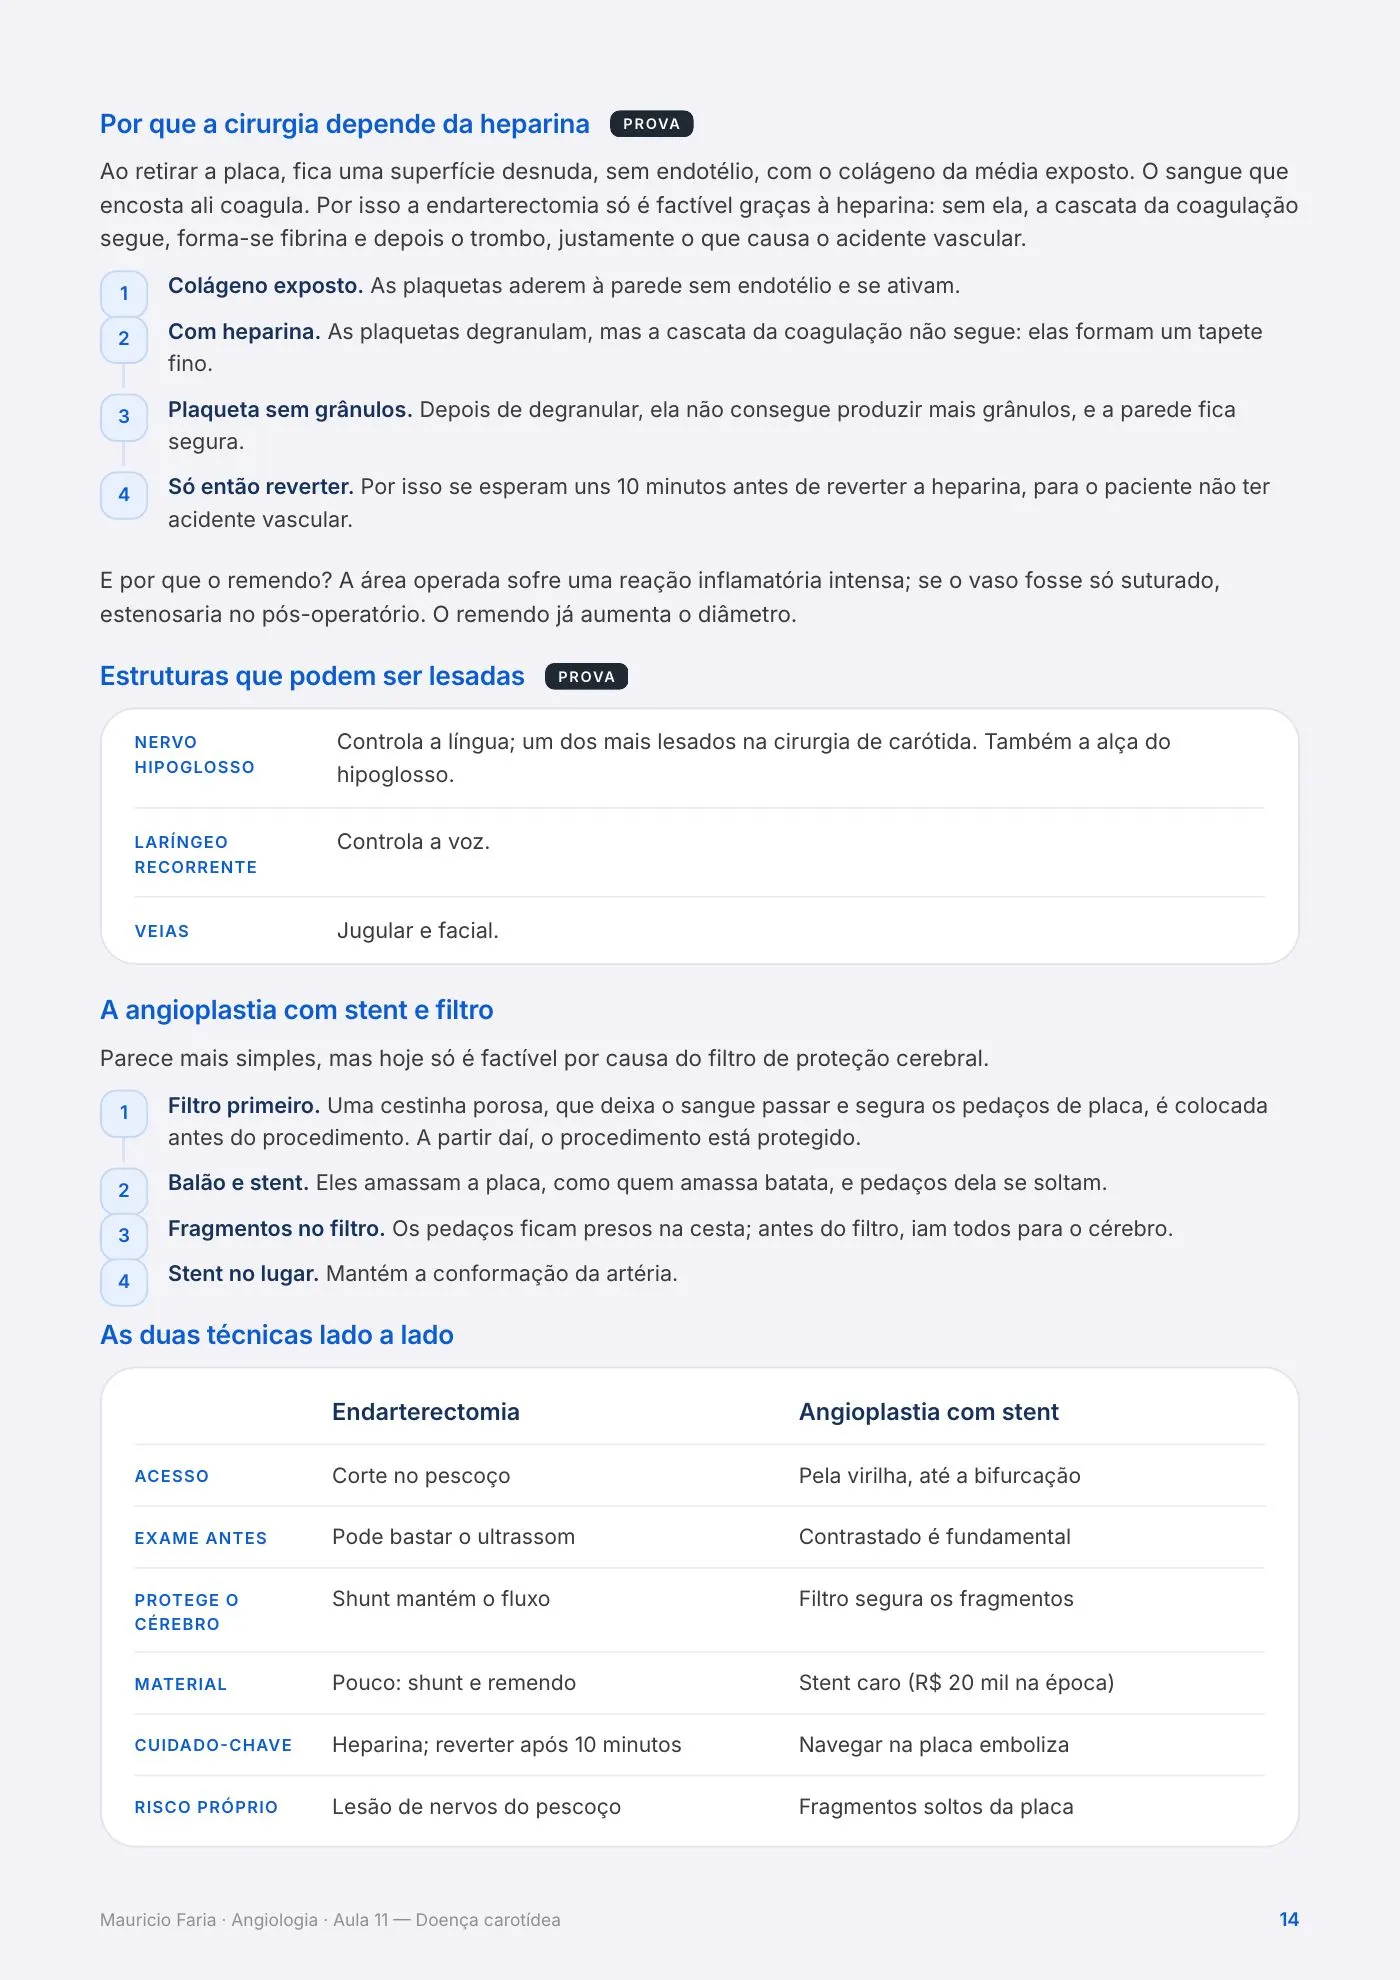 Por que a cirurgia depende da heparina PROVA
Ao retirar a placa, fica uma superfície desnuda, sem endotélio, com o colágeno da média exposto. O sangue que
encosta ali coagula. Por isso a endarterectomia só é factível graças à heparina: sem ela, a cascata da coagulação
segue, forma-se fibrina e depois o trombo, justamente o que causa o acidente vascular.
1 Colágeno exposto. As plaquetas aderem à parede sem endotélio e se ativam.
2 Com heparina. As plaquetas degranulam, mas a cascata da coagulação não segue: elas formam um tapete
fino.
3 Plaqueta sem grânulos. Depois de degranular, ela não consegue produzir mais grânulos, e a parede fica
segura.
4 Só então reverter. Por isso se esperam uns 10 minutos antes de reverter a heparina, para o paciente não ter
acidente vascular.
E por que o remendo? A área operada sofre uma reação inflamatória intensa; se o vaso fosse só suturado,
estenosaria no pós-operatório. O remendo já aumenta o diâmetro.
Estruturas que podem ser lesadas PROVA
NERVO
HIPOGLOSSO
Controla a língua; um dos mais lesados na cirurgia de carótida. Também a alça do
hipoglosso.
LARÍNGEO
RECORRENTE
Controla a voz.
VEIAS Jugular e facial.
A angioplastia com stent e filtro
Parece mais simples, mas hoje só é factível por causa do filtro de proteção cerebral.
1 Filtro primeiro. Uma cestinha porosa, que deixa o sangue passar e segura os pedaços de placa, é colocada
antes do procedimento. A partir daí, o procedimento está protegido.
2 Balão e stent. Eles amassam a placa, como quem amassa batata, e pedaços dela se soltam.
3 Fragmentos no filtro. Os pedaços ficam presos na cesta; antes do filtro, iam todos para o cérebro.
4 Stent no lugar. Mantém a conformação da artéria.
As duas técnicas lado a lado
Endarterectomia Angioplastia com stent
ACESSO Corte no pescoço Pela virilha, até a bifurcação
EXAME ANTES Pode bastar o ultrassom Contrastado é fundamental
PROTEGE O
CÉREBRO
Shunt mantém o fluxo Filtro segura os fragmentos
MATERIAL Pouco: shunt e remendo Stent caro (R$ 20 mil na época)
CUIDADO-CHAVE Heparina; reverter após 10 minutos Navegar na placa emboliza
RISCO PRÓPRIO Lesão de nervos do pescoço Fragmentos soltos da placa
Mauricio Faria · Angiologia · Aula 11 — Doença carotídea 14